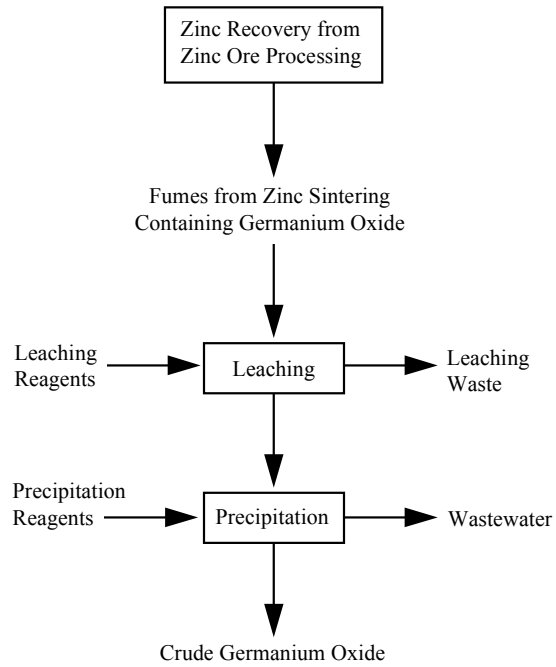 Zinc Recovery from
Zinc Ore Processing
Fumes from Zinc Sintering
Containing Germanium Oxide
Leaching
Reagents
Leaching
Leaching
Waste
Precipitation
Reagents
Precipitation
Wastewater
Crude Germanium Oxide